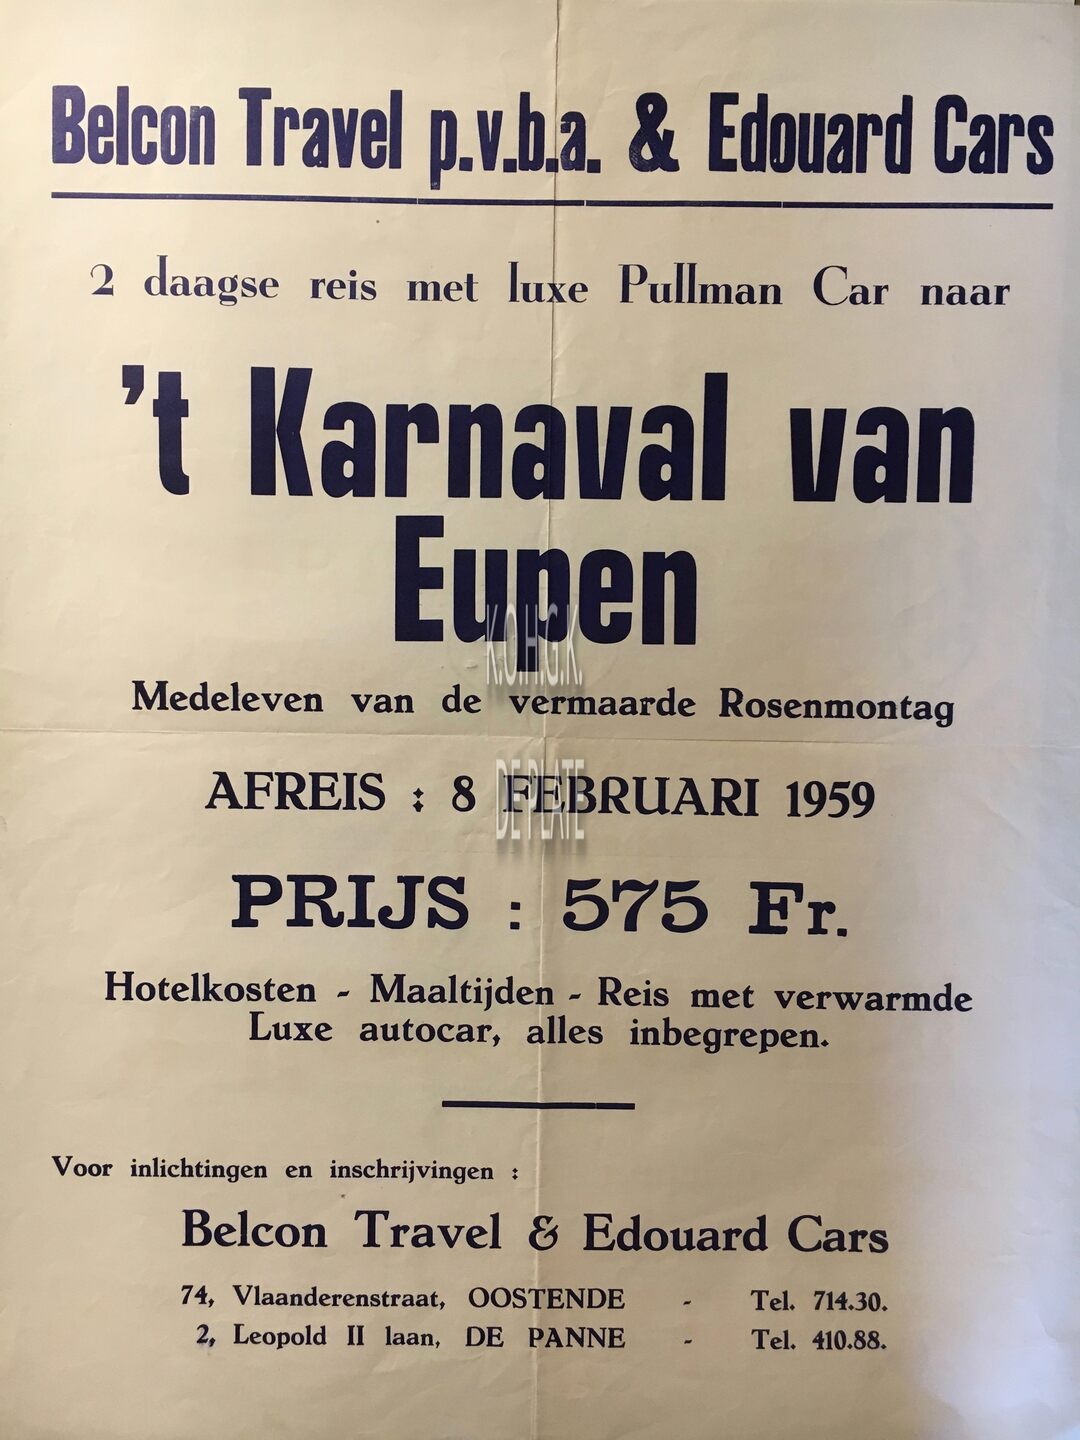 Belcon Travel p.v.b.a. & Edouard Cars
2 daagse reis met luxe Pullman Car naar
't Karnaval van
Eupen
K.O.H.G.K.
Medeleven van de vermaarde Rosenmontag
DE PLATE
AFREIS : 8 FEBRUARI 1959
PRIJS : 575 Fr.
Hotelkosten - Maaltijden - Reis met verwarmde
Luxe autocar, alles inbegrepen.
Voor inlichtingen en inschrijvingen :
Belcon Travel & Edouard Cars
74, Vlaanderenstraat, OOSTENDE - Tel. 714.30.
2, Leopold II laan, DE PANNE - Tel. 410.88.